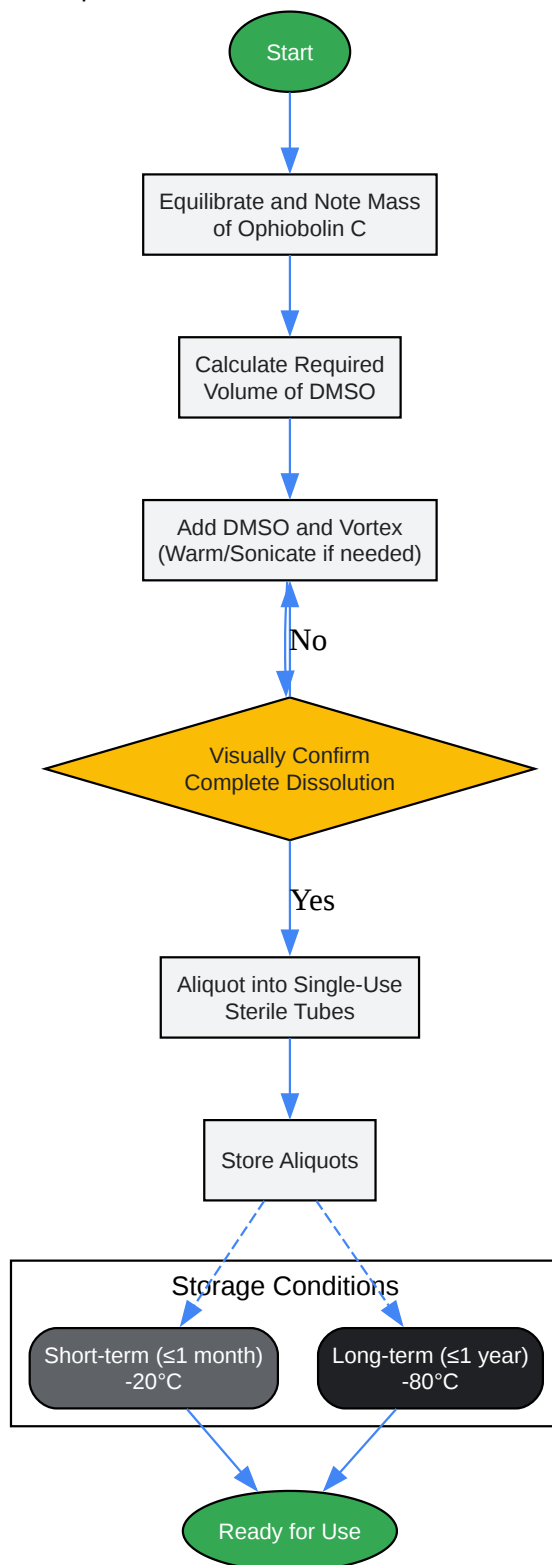 Start
Equilibrate and Note Mass
of Ophiobolin C
Calculate Required
Volume of DMSO
Add DMSO and Vortex
(Warm/Sonicate if needed)
No
Visually Confirm
Complete Dissolution
Yes
Aliquot into Single-Use
Sterile Tubes
Store Aliquots
Storage Conditions
Short-term (≤1 month)
-20°C
Long-term (≤1 year)
-80°C
Ready for Use